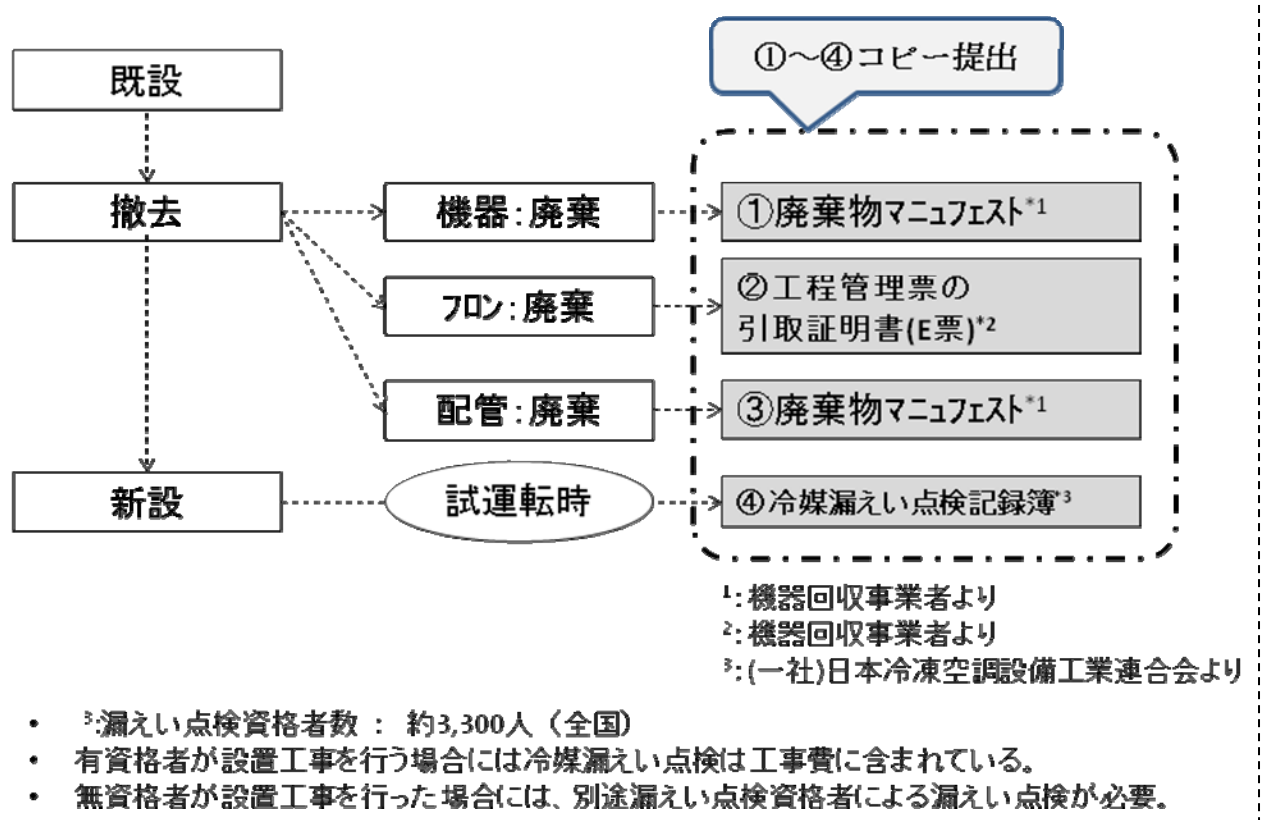 ①～④コピー提出
既設
撤去
機器：廃棄
①廃棄物マニュフェスト*1
フロン：廃棄
②工程管理票の
引取証明書(E票)*2
配管：廃棄
③廃棄物マニュフェスト*1
新設
試運転時
④冷媒漏えい点検記録簿*3
1:機器回収事業者より
2:機器回収事業者より
3:(一社)日本冷凍空調設備工業連合会より
• 3:漏えい点検資格者数 ： 約3,300人（全国）
• 有資格者が設置工事を行う場合には冷媒漏えい点検は工事費に含まれている。
• 無資格者が設置工事を行った場合には、別途漏えい点検資格者による漏えい点検が必要。